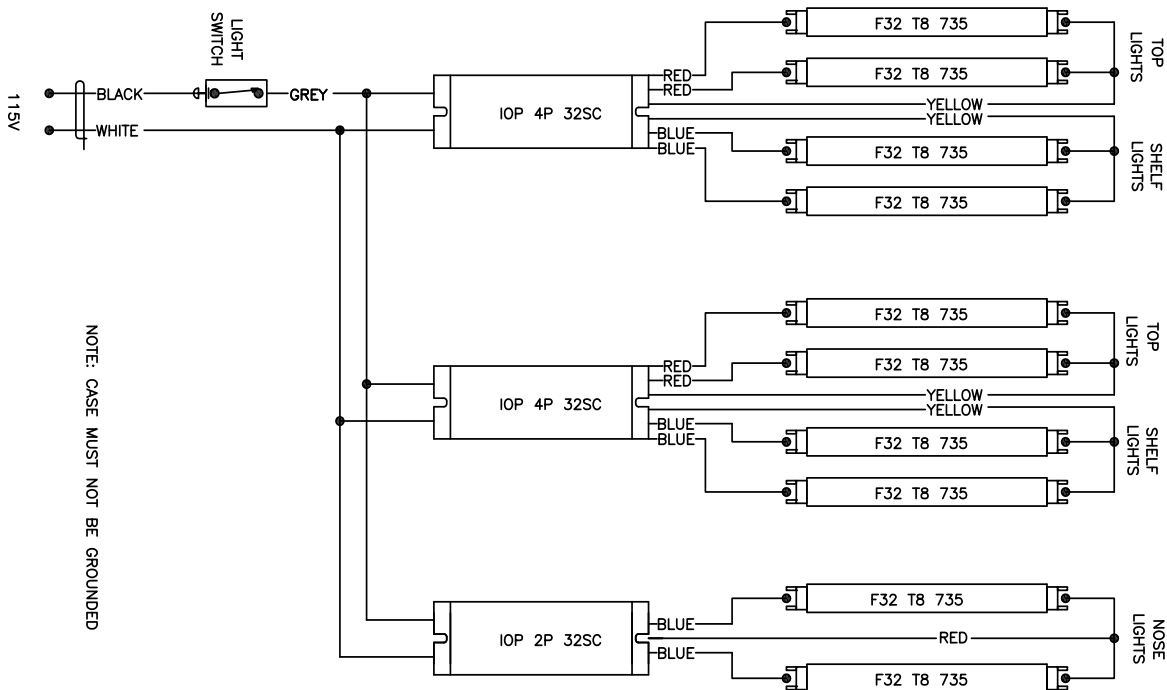 115V
BLACK
WHITE
LIGHT
SWITCH
GREY
NOTE: CASE MUST NOT BE GROUNDED
IOP 4P 32SC
RED
RED
YELLOW
YELLOW
BLUE
BLUE
F32 T8 735
F32 T8 735
F32 T8 735
F32 T8 735
TOP
LIGHTS
SHELF
LIGHTS
IOP 4P 32SC
RED
RED
YELLOW
YELLOW
BLUE
BLUE
F32 T8 735
F32 T8 735
F32 T8 735
F32 T8 735
TOP
LIGHTS
SHELF
LIGHTS
IOP 2P 32SC
BLUE
RED
BLUE
F32 T8 735
F32 T8 735
NOSE
LIGHTS